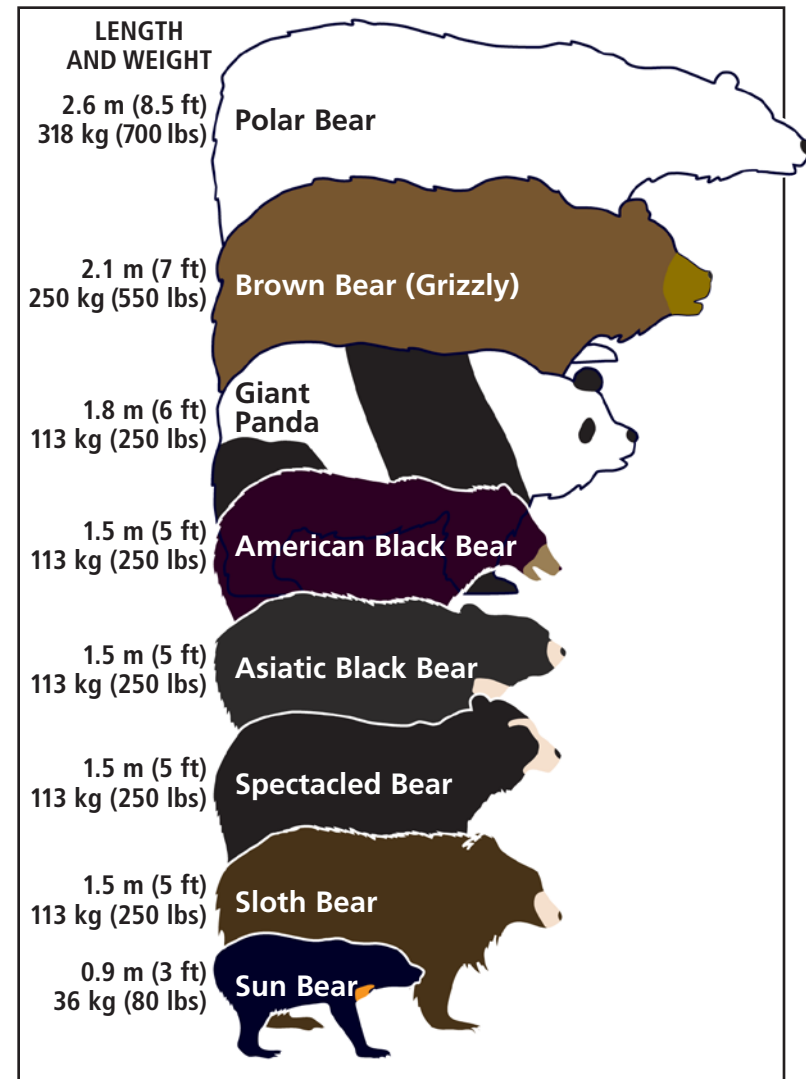 LENGTH
AND WEIGHT
2.6 m (8.5 ft)
318 kg (700 lbs)
Polar Bear
2.1 m (7 ft)
250 kg (550 lbs)
Brown Bear (Grizzly)
1.8 m (6 ft)
113 kg (250 lbs)
Giant
Panda
1.5 m (5 ft)
113 kg (250 lbs)
American Black Bear
1.5 m (5 ft)
113 kg (250 lbs)
Asiatic Black Bear
1.5 m (5 ft)
113 kg (250 lbs)
Spectacled Bear
1.5 m (5 ft)
113 kg (250 lbs)
Sloth Bear
0.9 m (3 ft)
36 kg (80 lbs)
Sun Bear